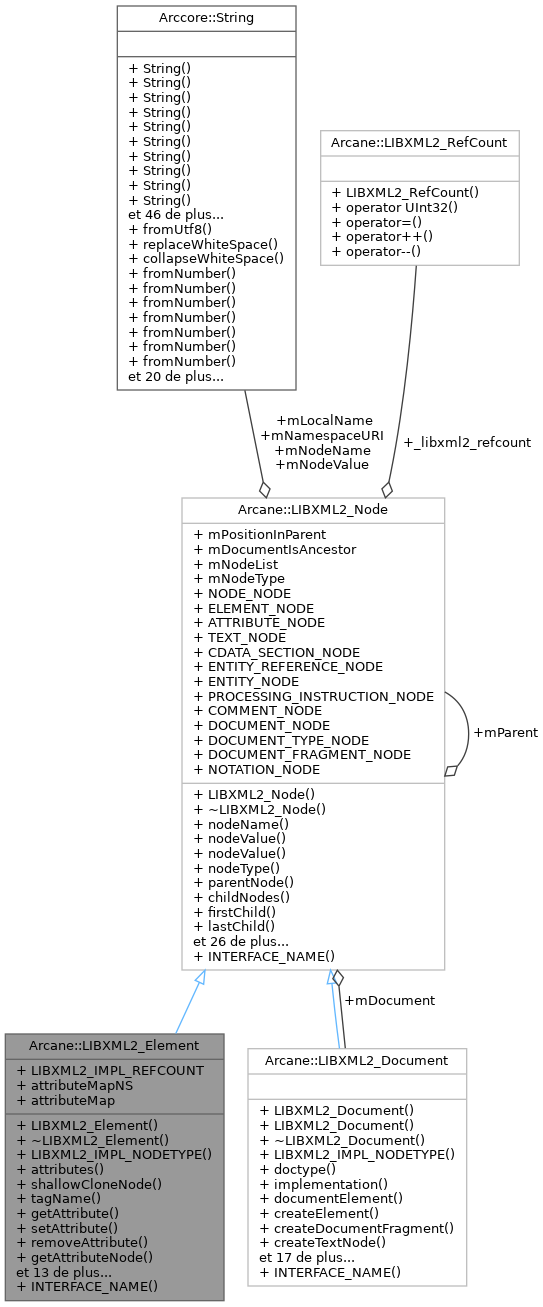 Arccore::String
+ String()
+ String()
+ String()
+ String()
+ String()
+ String()
+ String()
+ String()
+ String()
+ String()
et 46 de plus...
+ fromUtf8()
+ replaceWhiteSpace()
+ collapseWhiteSpace()
+ fromNumber()
+ fromNumber()
+ fromNumber()
+ fromNumber()
+ fromNumber()
+ fromNumber()
+ fromNumber()
et 20 de plus...
Arcane::LIBXML2_RefCount
+ LIBXML2_RefCount()
+ operator UInt32()
+ operator=()
+ operator++()
+ operator--()
+mLocalName
+mNamespaceURI
+mNodeName
+mNodeValue
+_libxml2_refcount
Arcane::LIBXML2_Node
+ mPositionInParent
+ mDocumentIsAncestor
+ mNodeList
+ mNodeType
+ NODE_NODE
+ ELEMENT_NODE
+ ATTRIBUTE_NODE
+ TEXT_NODE
+ CDATA_SECTION_NODE
+ ENTITY_REFERENCE_NODE
+ ENTITY_NODE
+ PROCESSING_INSTRUCTION_NODE
+ COMMENT_NODE
+ DOCUMENT_NODE
+ DOCUMENT_TYPE_NODE
+ DOCUMENT_FRAGMENT_NODE
+ NOTATION_NODE
+ LIBXML2_Node()
+ ~LIBXML2_Node()
+ nodeName()
+ nodeValue()
+ nodeValue()
+ nodeType()
+ parentNode()
+ childNodes()
+ firstChild()
+ lastChild()
et 26 de plus...
+ INTERFACE_NAME()
+mParent
+mDocument
Arcane::LIBXML2_Element
+ LIBXML2_IMPL_REFCOUNT
+ attributeMapNS
+ attributeMap
+ LIBXML2_Element()
+ ~LIBXML2_Element()
+ LIBXML2_IMPL_NODETYPE()
+ attributes()
+ shallowCloneNode()
+ tagName()
+ getAttribute()
+ setAttribute()
+ removeAttribute()
+ getAttributeNode()
et 13 de plus...
+ INTERFACE_NAME()
Arcane::LIBXML2_Document
+ LIBXML2_Document()
+ LIBXML2_Document()
+ ~LIBXML2_Document()
+ LIBXML2_IMPL_NODETYPE()
+ doctype()
+ implementation()
+ documentElement()
+ createElement()
+ createDocumentFragment()
+ createTextNode()
et 17 de plus...
+ INTERFACE_NAME()